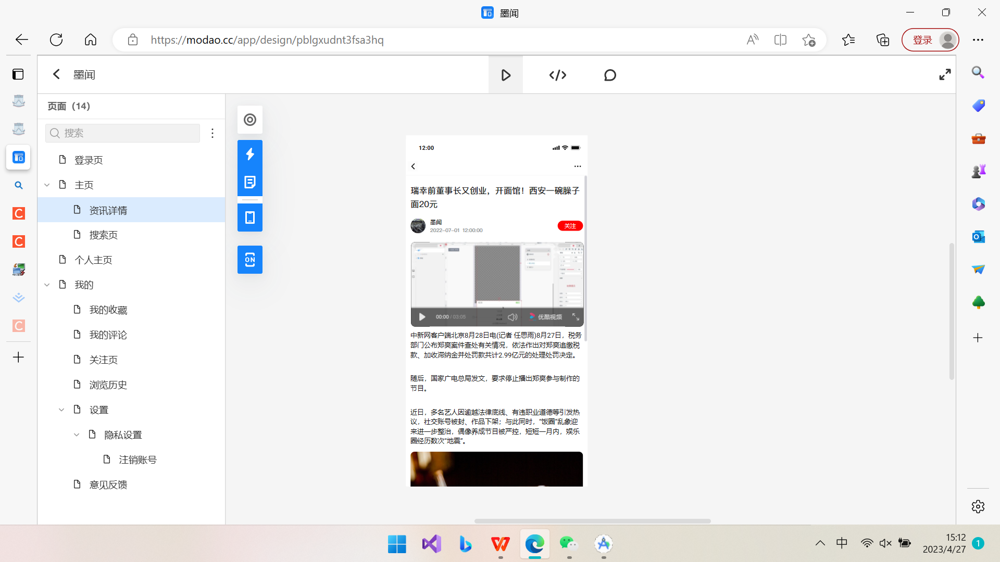 墨闻
https://modao.cc/app/design/pblgxudnt3fsa3hq
登录
墨闻
页面（14）
搜索
登录页
主页
资讯详情
搜索页
个人主页
我的
我的收藏
我的评论
关注页
浏览历史
设置
隐私设置
注销账号
意见反馈
ON
12:00
瑞幸前董事长又创业，开面馆！西安一碗臊子
面20元
墨闻
2022-07-01 12:00:00
关注
00:00 / 03:05
优酷视频
中新网客户端北京8月28日电(记者 任思雨)8月27日，税务
部门公布郑爽案件查处有关情况，依法作出对郑爽追缴税
款、加收滞纳金并处罚款共计2.99亿元的处理处罚决定。
随后，国家广电总局发文，要求停止播出郑爽参与制作的
节目。
近日，多名艺人因逾越法律底线、有违职业道德等引发热
议，社交账号被封、作品下架；与此同时，“饭圈”乱象迎
来进一步整治，偶像养成节目被严控，短短一月内，娱乐
圈经历数次“地震”。
中
15:12
2023/4/27
1